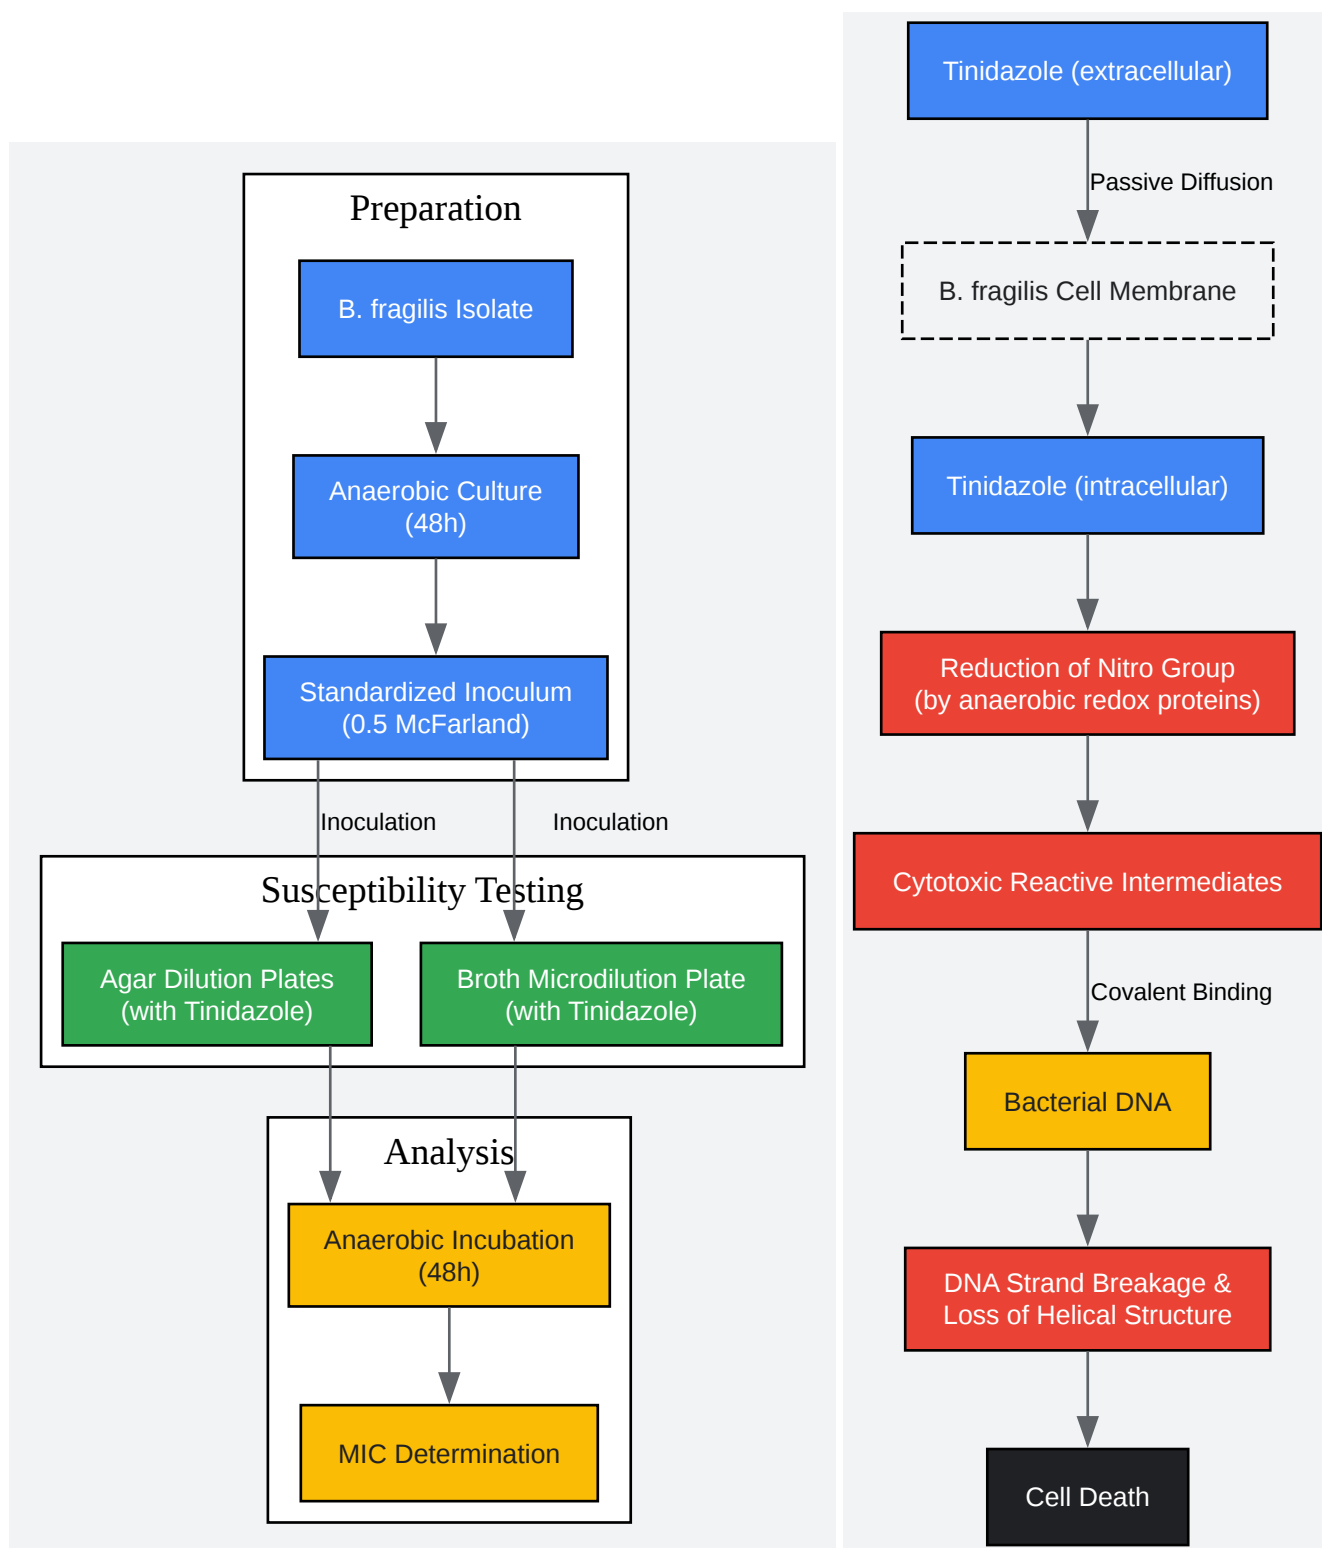 Preparation
B. fragilis Isolate
Anaerobic Culture
(48h)
Standardized Inoculum
(0.5 McFarland)
Inoculation
Inoculation
Susceptibility Testing
Agar Dilution Plates
(with Tinidazole)
Broth Microdilution Plate
(with Tinidazole)
Analysis
Anaerobic Incubation
(48h)
MIC Determination
Tinidazole (extracellular)
Passive Diffusion
B. fragilis Cell Membrane
Tinidazole (intracellular)
Reduction of Nitro Group
(by anaerobic redox proteins)
Cytotoxic Reactive Intermediates
Covalent Binding
Bacterial DNA
DNA Strand Breakage &
Loss of Helical Structure
Cell Death